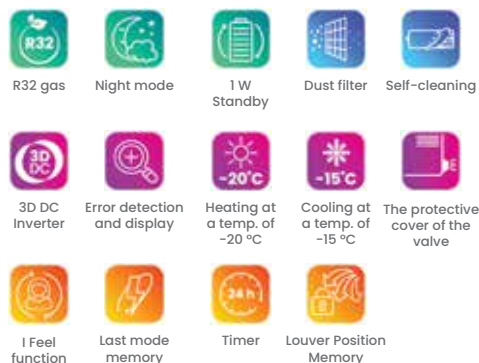 R32
R32 gas
Night mode
1 W
Standby
Dust filter
Self-cleaning
3D
DC
-20°C
-15°C
3D DC
Inverter
Error detection
and display
Heating at
a temp. of
-20 °C
Cooling at
a temp. of
-15 °C
The protective
cover of the
valve
24 h
I Feel
function
Last mode
memory
Timer
Louver Position
Memory